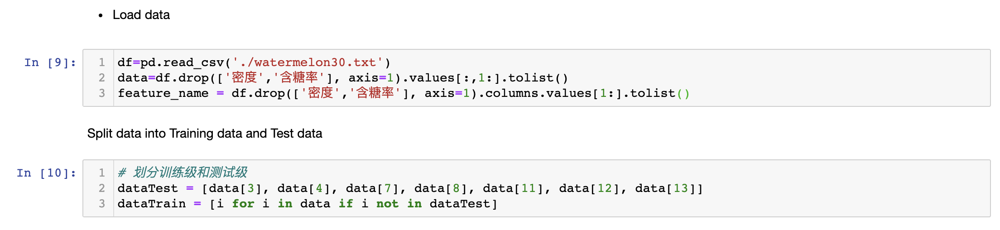 • Load data
In [9]:
1 df=pd.read_csv('./watermelon30.txt')
2 data=df.drop(['密度','含糖率'], axis=1).values[:,1:].tolist()
3 feature_name = df.drop(['密度','含糖率'], axis=1).columns.values[1:].tolist()
Split data into Training data and Test data
In [10]:
1 # 划分训练级和测试级
2 dataTest = [data[3], data[4], data[7], data[8], data[11], data[12], data[13]]
3 dataTrain = [i for i in data if i not in dataTest]